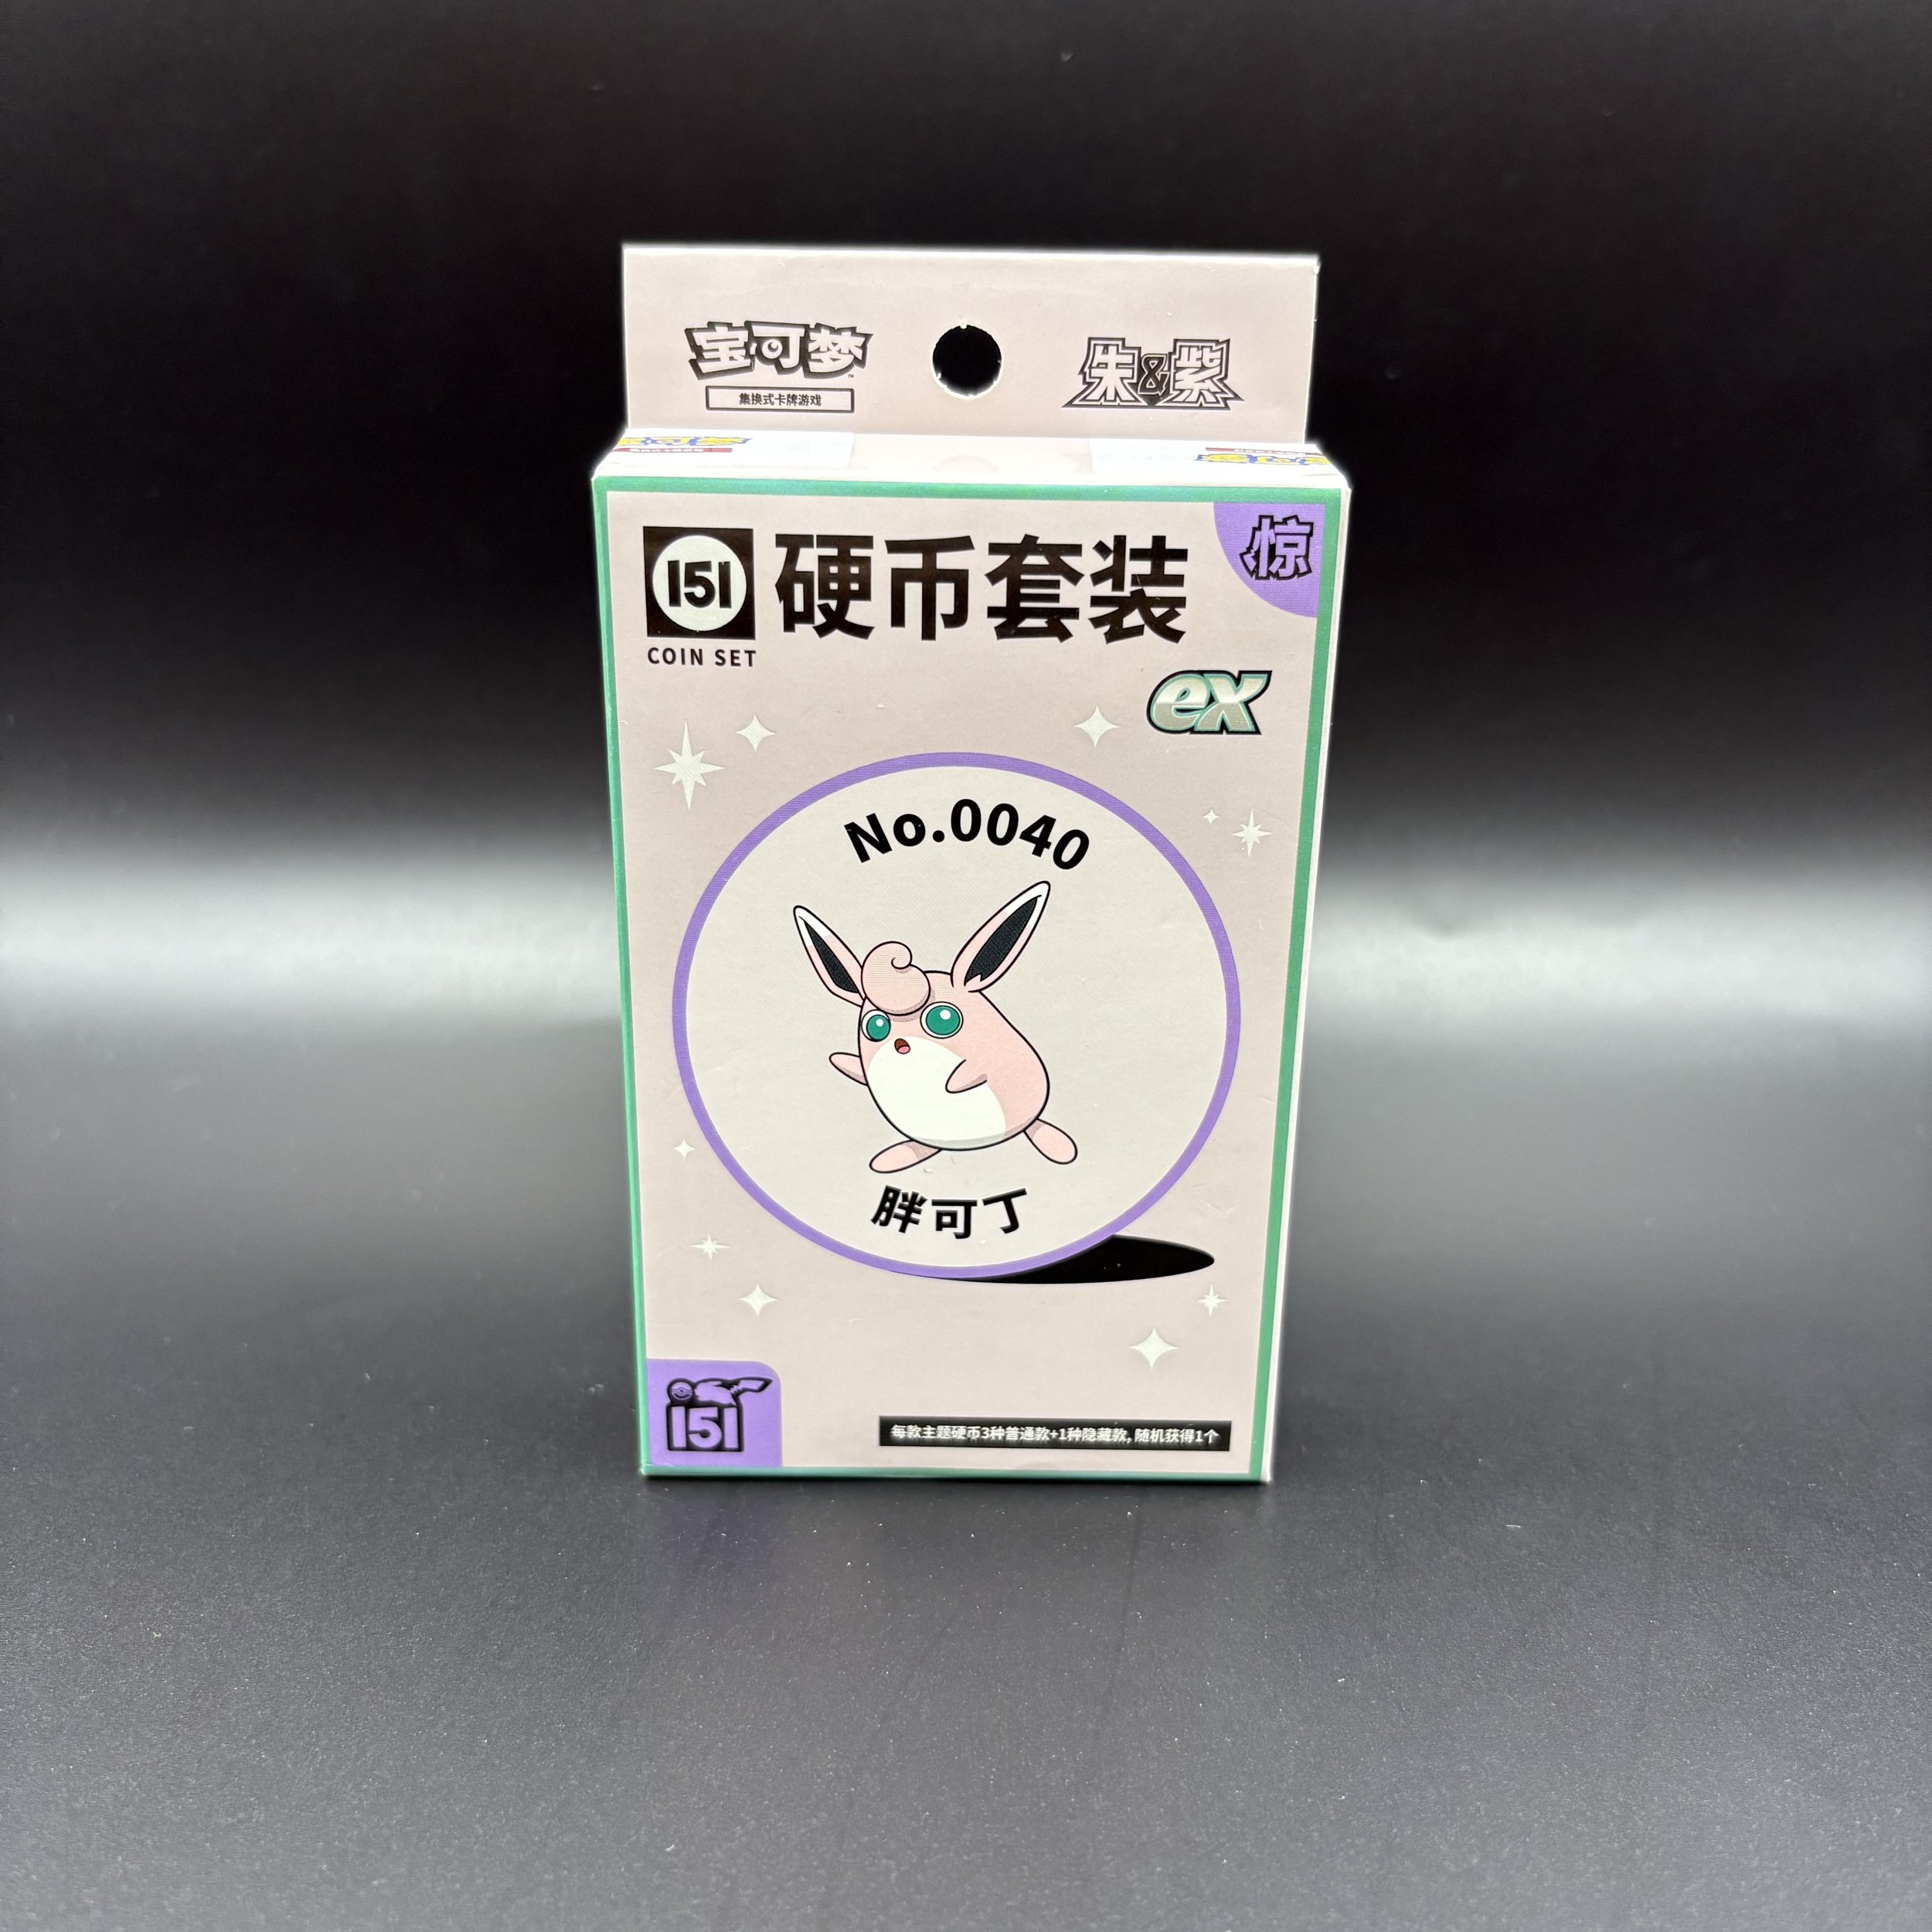 宝可梦
集换式卡牌游戏
朱&紫
151
硬币套装
惊
COIN SET
ex
No.0040
胖可丁
151
每款主题硬币3种普通款+1种隐藏款,随机获得1个